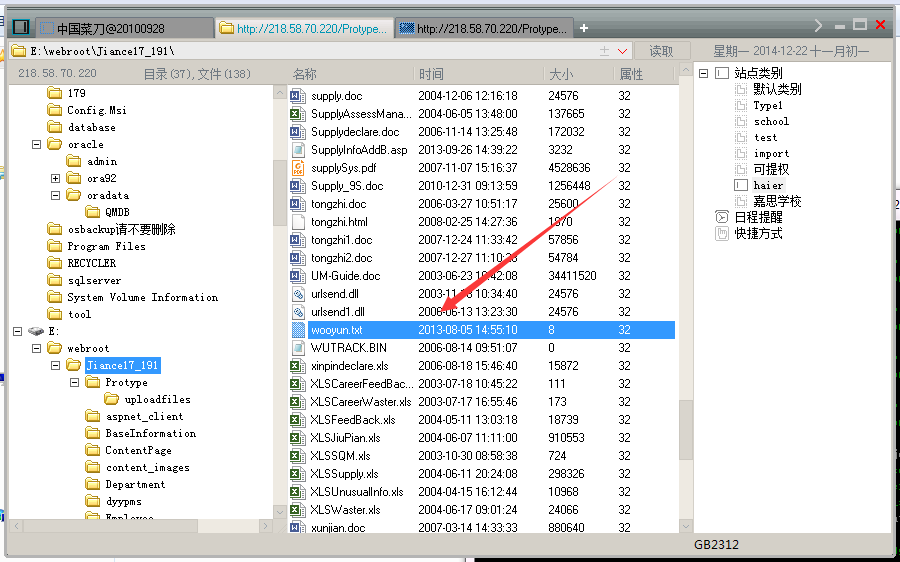 中国菜刀@20100928 http://218.58.70.220/Protype... http://218.58.70.220/Protype...
E:\webroot\Jiance17_191\ 读取 星期一 2014-12-22 十一月初一
218.58.70.220 目录(37),文件(138) 名称 时间 大小 属性
179
Config.Msi
database
oracle
admin
ora92
oradata
QMDB
osbackup请不要删除
Program Files
RECYCLER
sqlserver
System Volume Information
tool
E:
webroot
Jiance17_191
Protype
uploadfiles
aspnet_client
BaseInformation
ContentPage
content_images
Department
dyypms
Employee
supply.doc 2004-12-06 12:16:18 24576 32
SupplyAssessMana... 2004-06-05 13:48:00 137665 32
Supplydeclare.doc 2006-11-14 13:25:48 172032 32
SupplyInfoAddB.asp 2013-09-26 14:39:22 3232 32
supplySys.pdf 2007-11-07 15:16:37 4528636 32
Supply_9S.doc 2010-12-31 09:13:59 1256448 32
tongzhi.doc 2006-03-27 10:51:17 25600 32
tongzhi.html 2008-02-25 14:27:36 1870 32
tongzhi1.doc 2007-12-24 11:33:42 57856 32
tongzhi2.doc 2007-12-27 11:10:28 54784 32
UM-Guide.doc 2003-06-23 18:42:08 34411520 32
urlsend.dll 2003-11-18 10:34:40 24576 32
urlsend1.dll 2006-06-13 13:23:30 24576 32
wooyun.txt 2013-08-05 14:55:10 8 32
WUTRACK.BIN 2006-08-14 09:51:07 0 32
xinpindeclare.xls 2006-08-18 15:46:40 15872 32
XLSCareerFeedBac... 2003-07-18 10:45:22 111 32
XLSCareerWaster.xls 2003-07-17 16:55:46 173 32
XLSFeedBack.xls 2004-05-11 13:03:18 18739 32
XLSJiuPian.xls 2004-06-07 11:11:00 910553 32
XLSSQM.xls 2003-10-30 08:58:38 724 32
XLSSupply.xls 2004-06-11 20:24:08 298326 32
XLSUnusualInfo.xls 2004-04-15 16:12:44 10968 32
XLSWaster.xls 2004-06-17 09:01:24 24066 32
xunjian.doc 2007-03-14 14:33:33 880640 32
站点类别
默认类别
Type1
school
test
import
可提权
haier
嘉思学校
日程提醒
快捷方式
GB2312